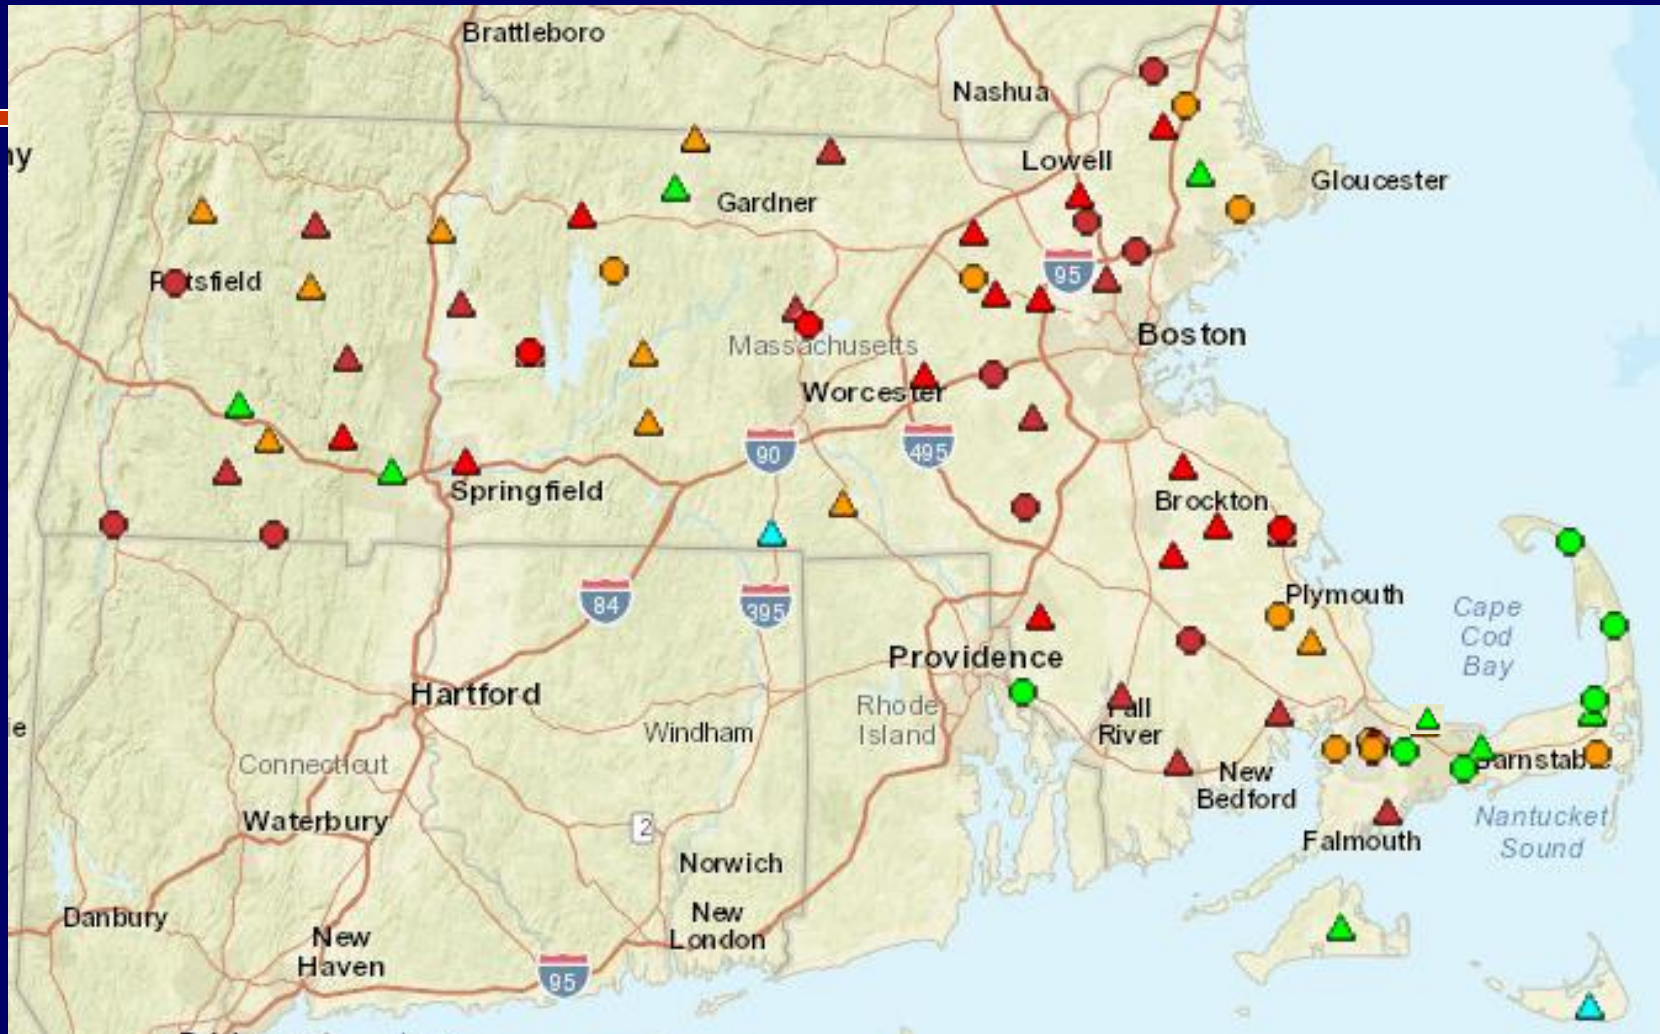 Brattleboro
Nashua
Lowell
Gloucester
Gardner
95
Boston
Massachusetts
Worcester
90
495
Springfield
Brockton
84
395
Plymouth
Cape
Cod
Bay
Providence
Hartford
Rhode
Island
Windham
Fall
River
Connecticut
New
Bedford
Nantucket
Sound
Waterbury
2
Falmouth
Norwich
Danbury
New
London
New
Haven
95